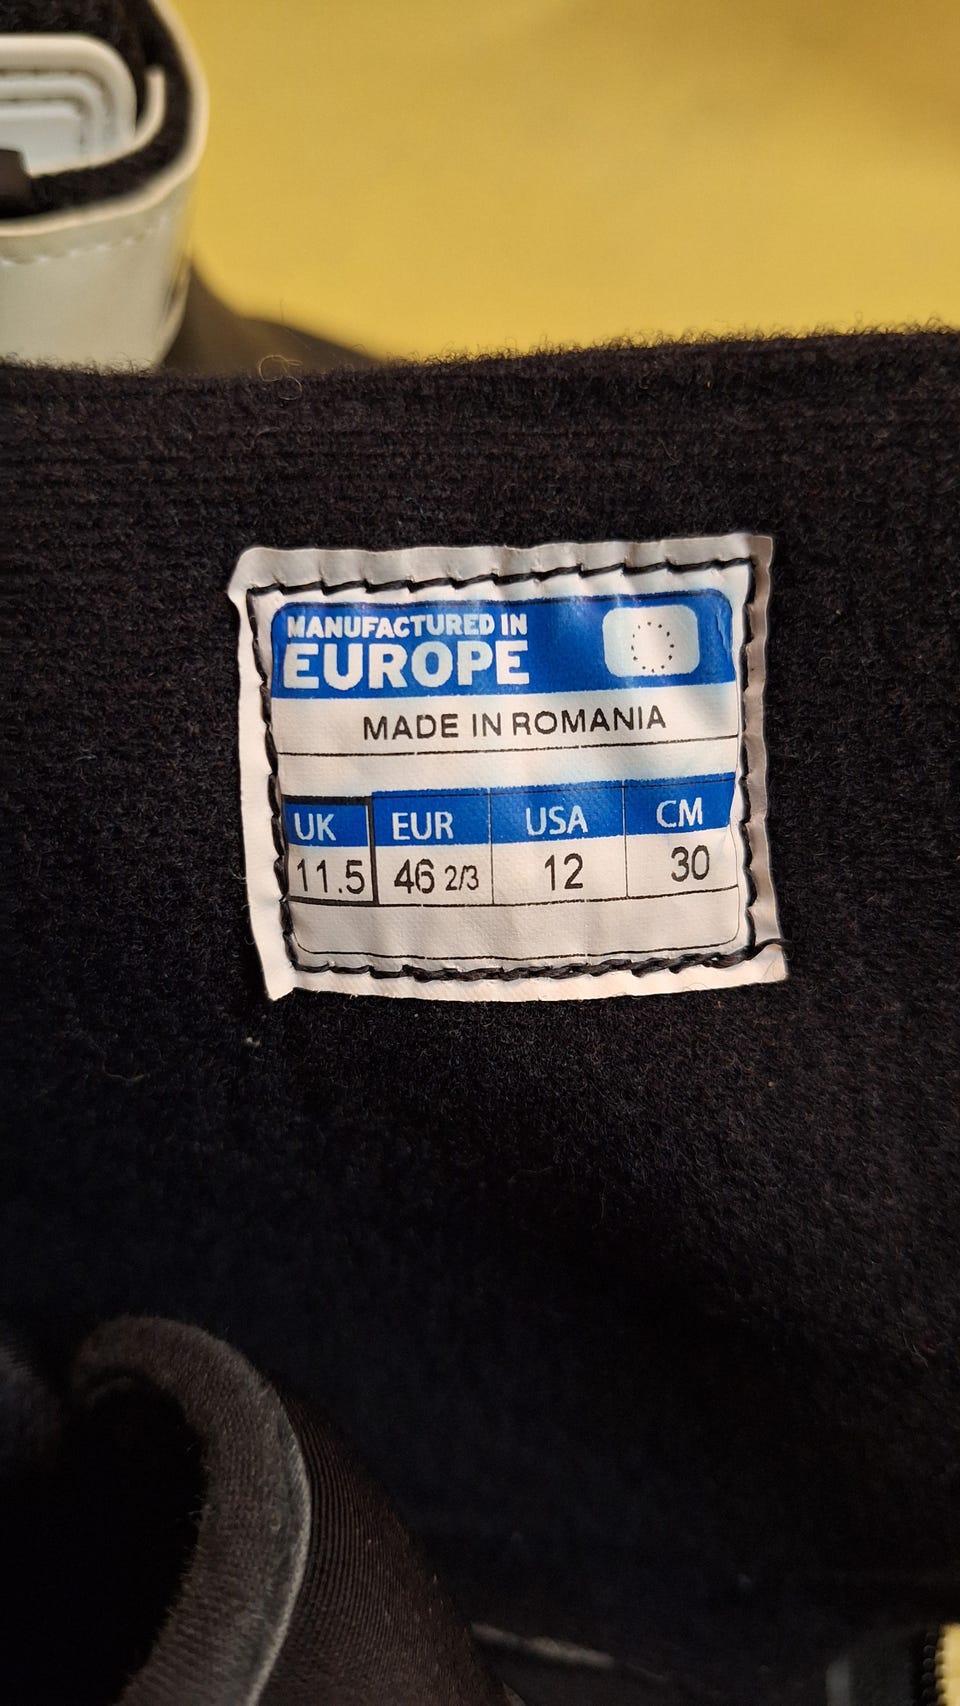 MANUFACTURED IN
EUROPE
MADE IN ROMANIA
UK EUR USA CM
11.5 46 2/3 12 30